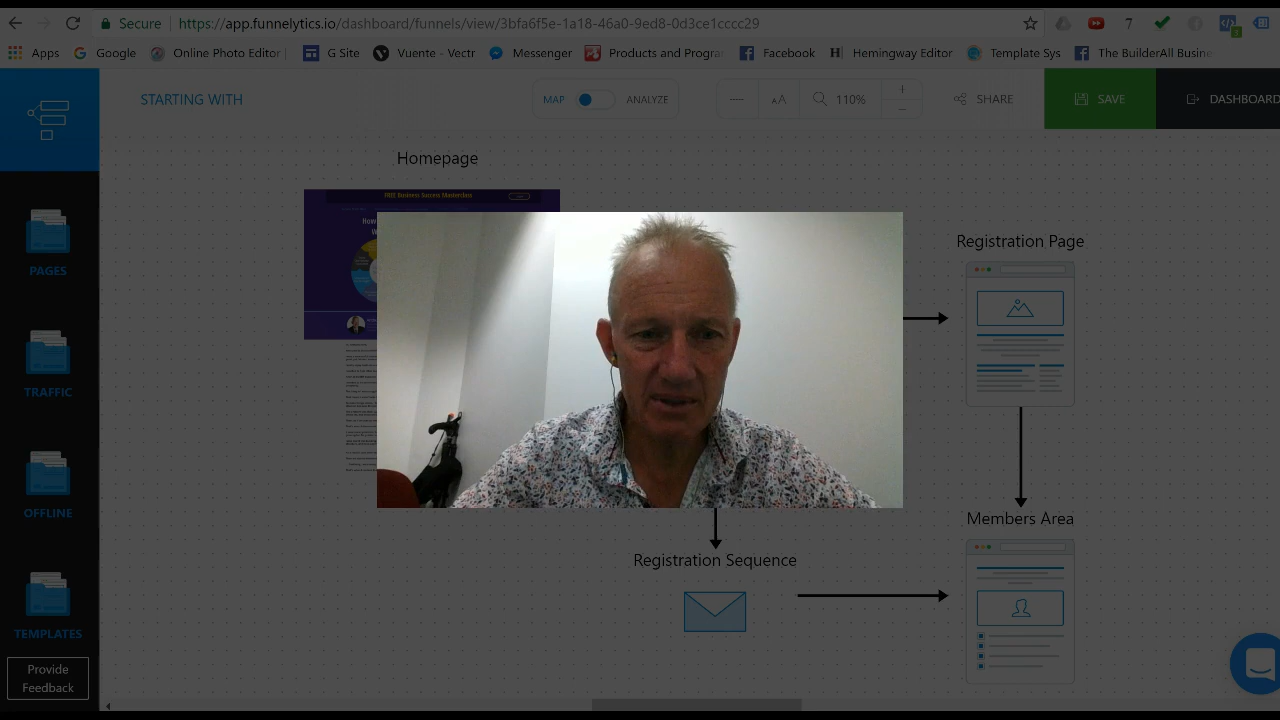 Secure https://app.funnelytics.io/dashboard/funnels/view/3bfa6f5e-1a18-46a0-9ed8-0d3ce1cccc29
7
Apps Google Online Photo Editor G Site Vuente - Vectr Messenger Products and Progra Facebook Hemingway Editor Template Sys The BuilderAll Busine
STARTING WITH MAP ANALYZE AA 110% SHARE SAVE DASHBOARD
Homepage
FREE Business Success Masterclass
How
Registration Page
PAGES
TRAFFIC
OFFLINE
Members Area
Registration Sequence
TEMPLATES
Provide
Feedback